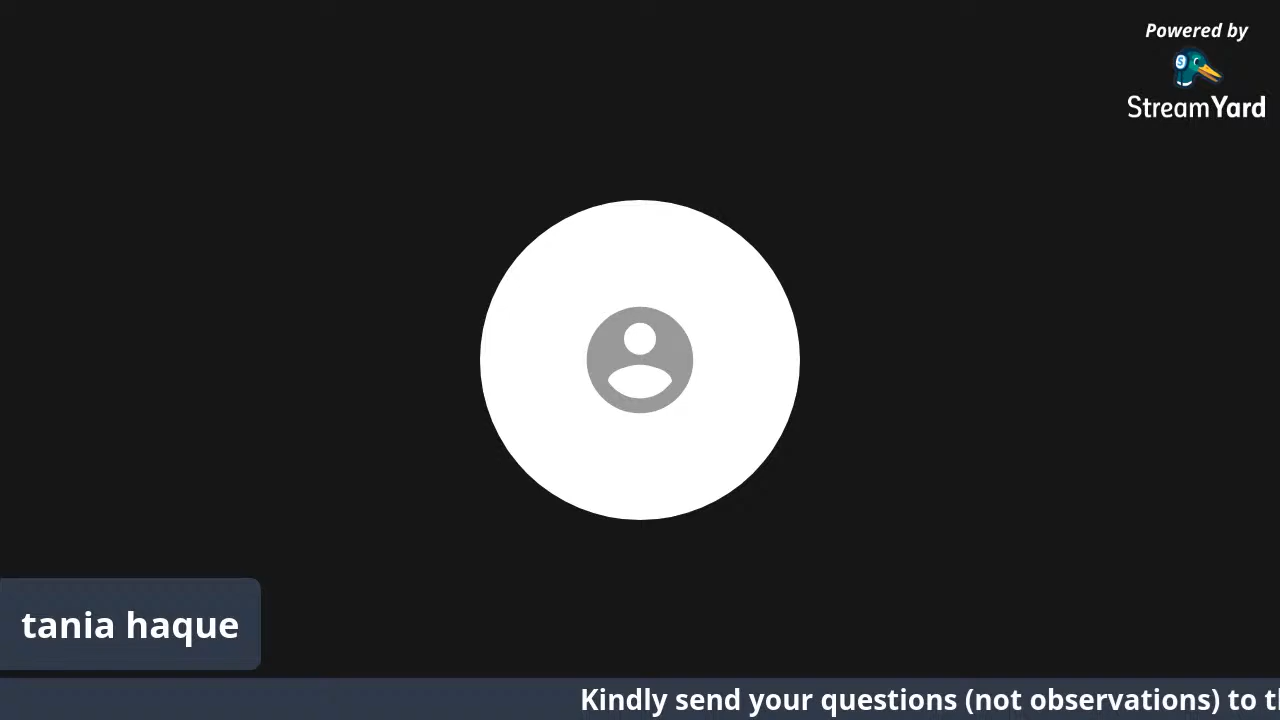 Powered by
S
StreamYard
tania haque
Kindly send your questions (not observations) to